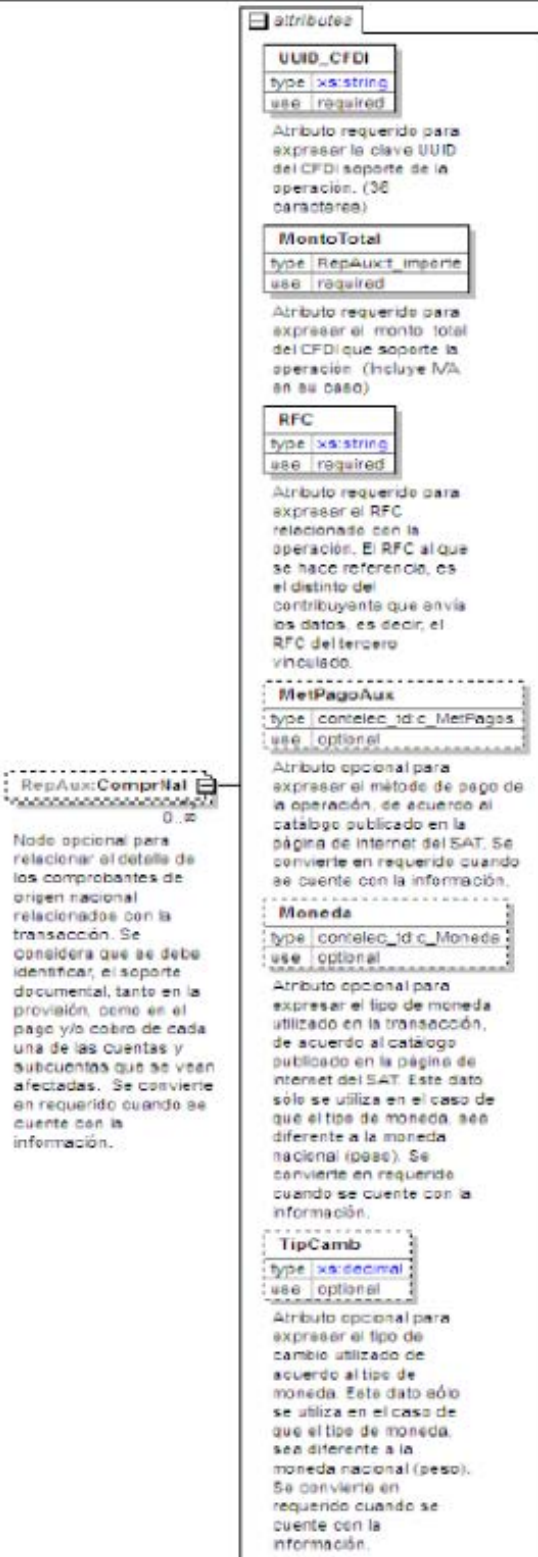 attributes
UUID_CFDI
type xs:string
use required
Atributo requerido para
expresar la clave UUID
del CFDI soporte de la
operación. (36
caracteres)
MontoTotal
type RepAux:t_Importe
use required
Atributo requerido para
expresar el monto total
del CFDI que soporte la
operación. (Incluye IVA
en su caso)
RFC
type xs:string
use required
Atributo requerido para
expresar el RFC
relacionado con la
operación. El RFC al que
se hace referencia, es
el distinto del
contribuyente que envía
los datos, es decir, el
RFC del tercero
vinculado.
MetPagoAux
type contelec_td:c_MetPagos
use optional
Atributo opcional para
expresar el método de pago de
la operación, de acuerdo al
catálogo publicado en la
página de internet del SAT. Se
convierte en requerido cuando
se cuente con la información.
RepAux:ComprNal
0..∞
Nodo opcional para
relacionar el detalle de
los comprobantes de
origen nacional
relacionados con la
transacción. Se
considera que se debe
identificar, el soporte
documental, tanto en la
provisión, como en el
pago y/o cobro de cada
una de las cuentas y
subcuentas que se vean
afectadas. Se convierte
en requerido cuando se
cuente con la
información.
Moneda
type contelec_td:c_Moneda
use optional
Atributo opcional para
expresar el tipo de moneda
utilizado en la transacción,
de acuerdo al catálogo
publicado en la página de
internet del SAT. Este dato
sólo se utiliza en el caso de
que el tipo de moneda, sea
diferente a la moneda
nacional (peso). Se
convierte en requerido
cuando se cuente con la
información.
TipCamb
type xs:decimal
use optional
Atributo opcional para
expresar el tipo de
cambio utilizado de
acuerdo al tipo de
moneda. Este dato sólo
se utiliza en el caso de
que el tipo de moneda,
sea diferente a la
moneda nacional (peso).
Se convierte en
requerido cuando se
cuente con la
información.